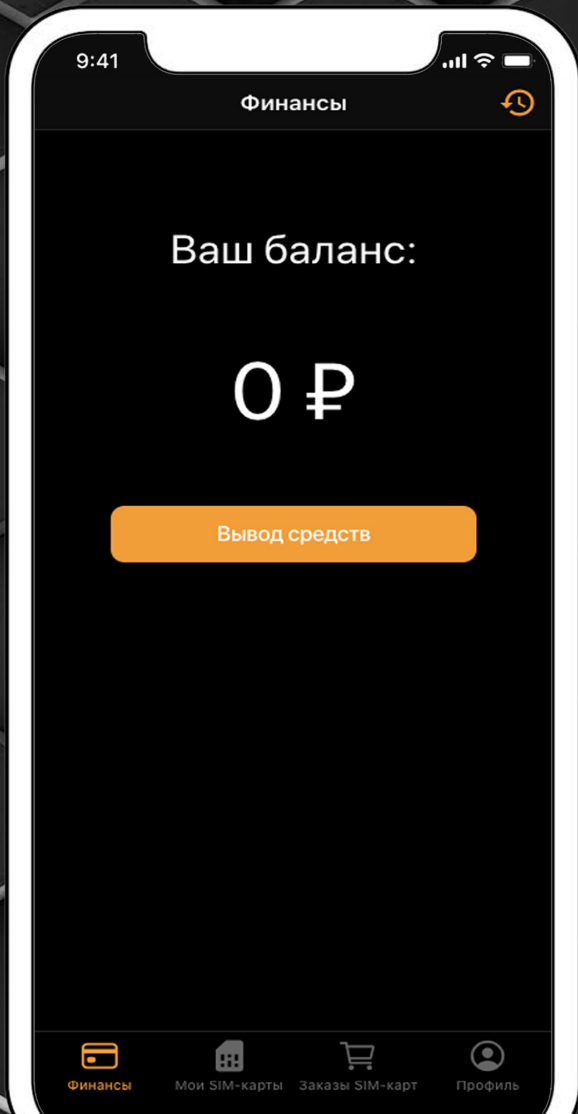 9:41
Финансы
Ваш баланс:
0 ₽
Вывод средств
Финансы
Мои SIM-карты
Заказы SIM-карт
Профиль